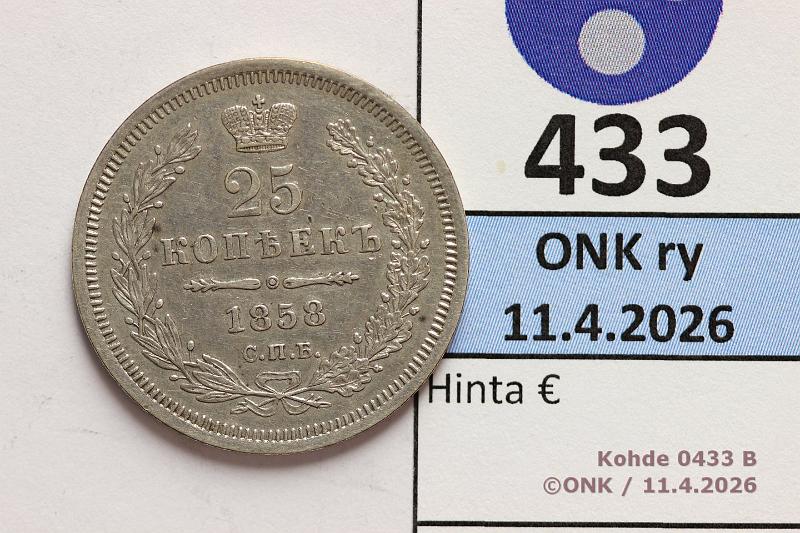 25
КОПѢЕКЪ
1858
С.П.Б.
433
ONK ry
11.4.2026
Hinta €
Kohde 0433 B
©ONK / 11.4.2026